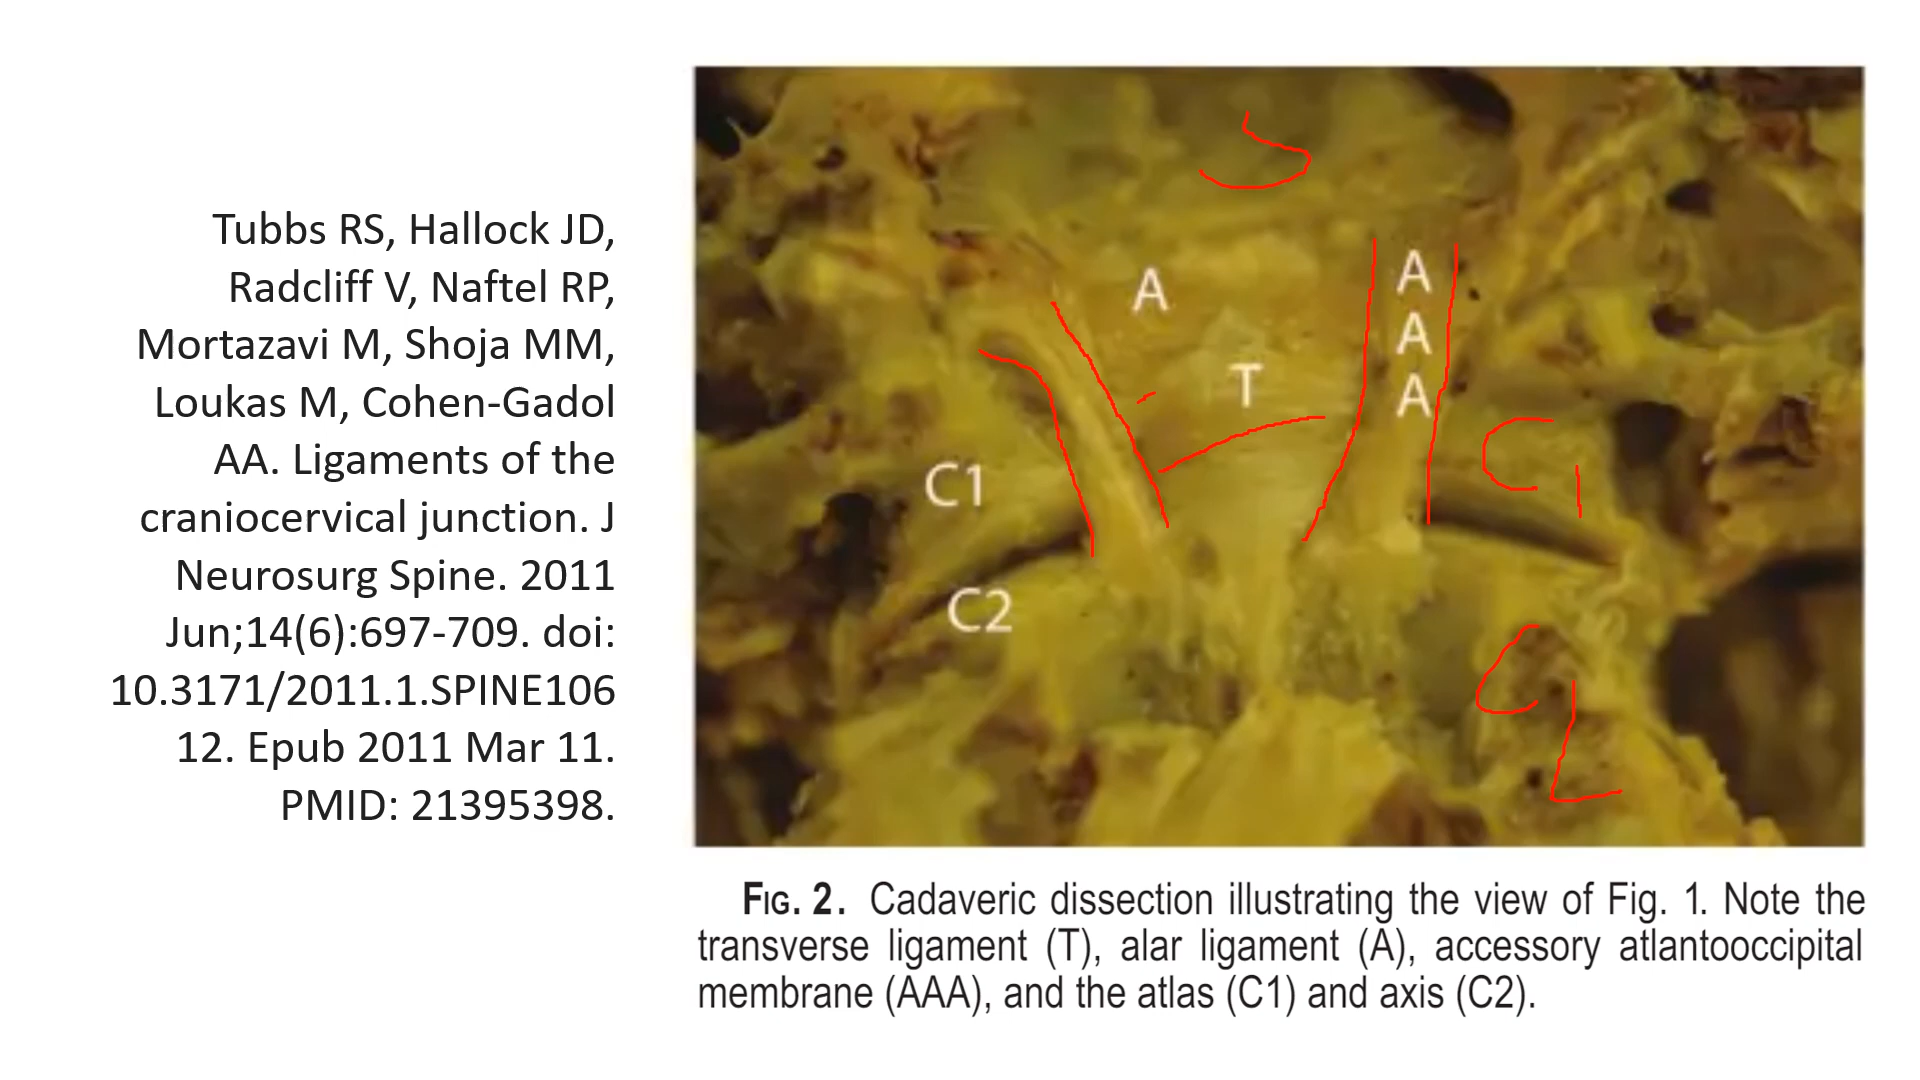 Tubbs RS, Hallock JD,
Radcliff V, Naftel RP,
Mortazavi M, Shoja MM,
Loukas M, Cohen-Gadol
AA. Ligaments of the
craniocervical junction. J
Neurosurg Spine. 2011
Jun;14(6):697-709. doi:
10.3171/2011.1.SPINE106
12. Epub 2011 Mar 11.
PMID: 21395398.
A
A
A
A
T
C1
C1
C2
C2
FIG. 2. Cadaveric dissection illustrating the view of Fig. 1. Note the
transverse ligament (T), alar ligament (A), accessory atlantooccipital
membrane (AAA), and the atlas (C1) and axis (C2).